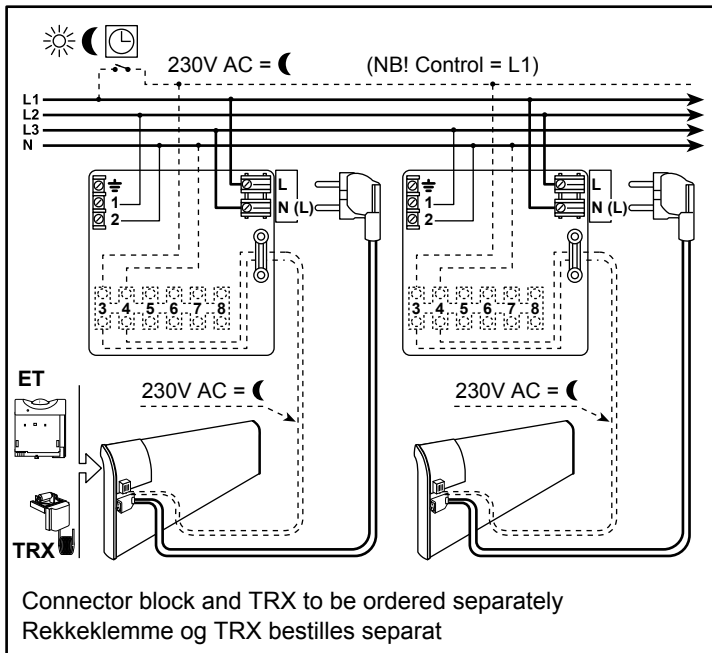 230V AC = (NB! Control = L1)
L1
L2
L3
N
L L
1 N (L) 1 N (L)
2 2
3 4 5 6 7 8 3 4 5 6 7 8
ET
230V AC = 230V AC =
TRX
Connector block and TRX to be ordered separately
Rekkeklemme og TRX bestilles separat